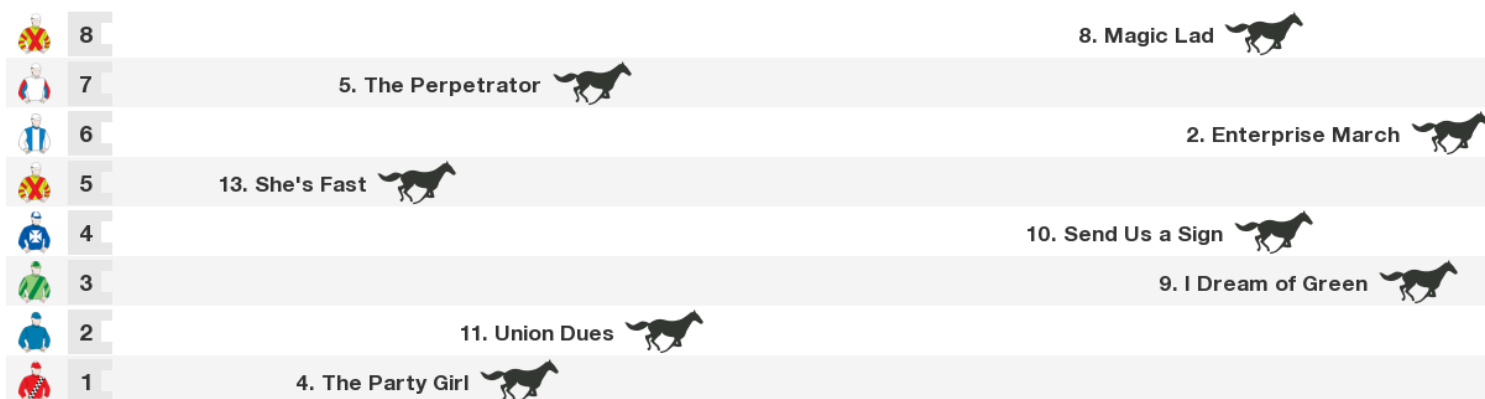 8 8. Magic Lad
7 5. The Perpetrator
6 2. Enterprise March
5 13. She's Fast
4 10. Send Us a Sign
3 9. I Dream of Green
2 11. Union Dues
1 4. The Party Girl